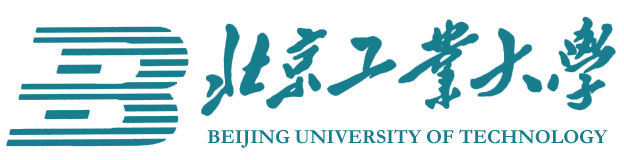 北京工業大學
BEIJING UNIVERSITY OF TECHNOLOGY